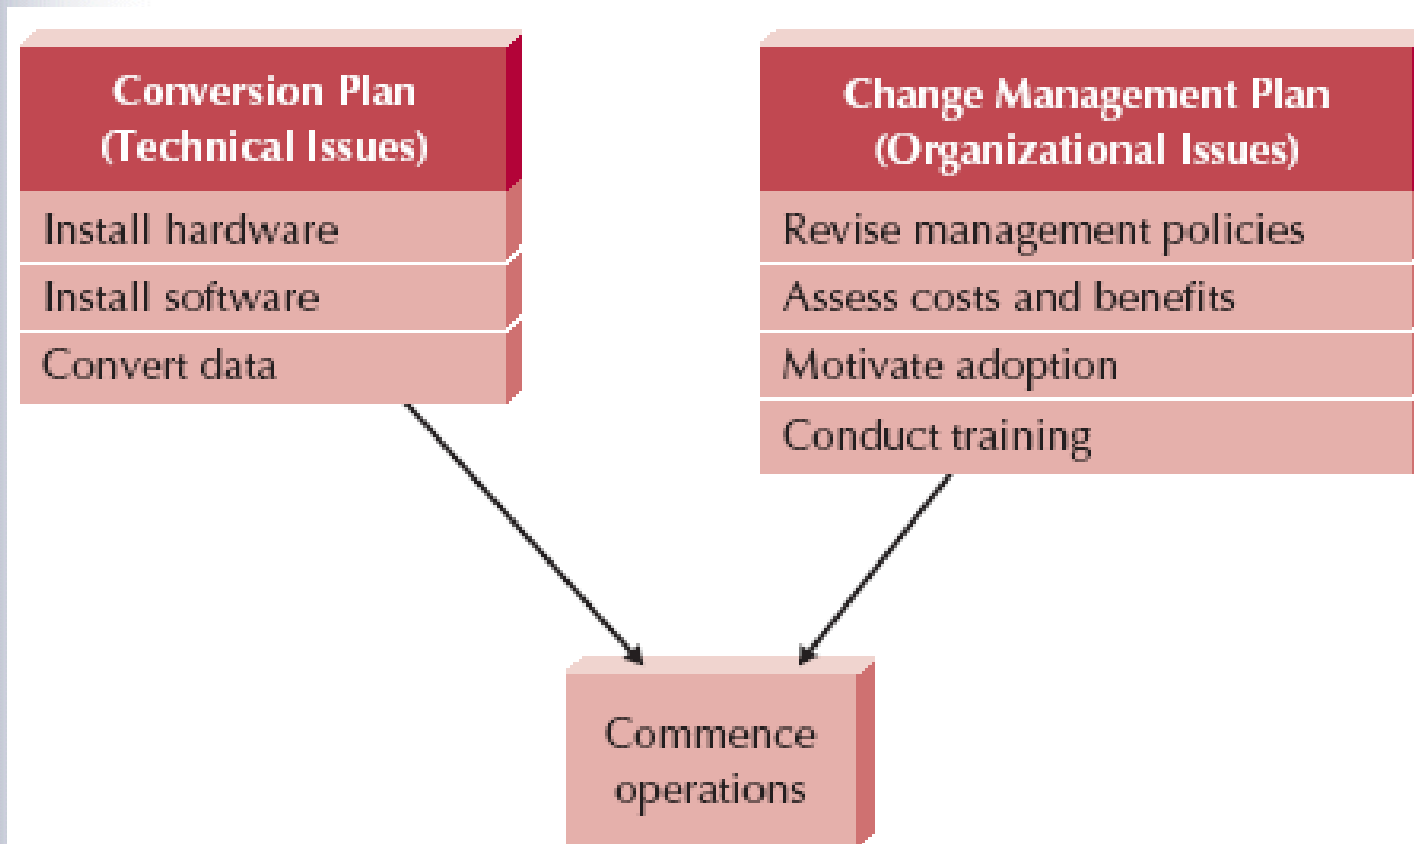 Conversion Plan
(Technical Issues)
Install hardware
Install software
Convert data
Change Management Plan
(Organizational Issues)
Revise management policies
Assess costs and benefits
Motivate adoption
Conduct training
Commence
operations